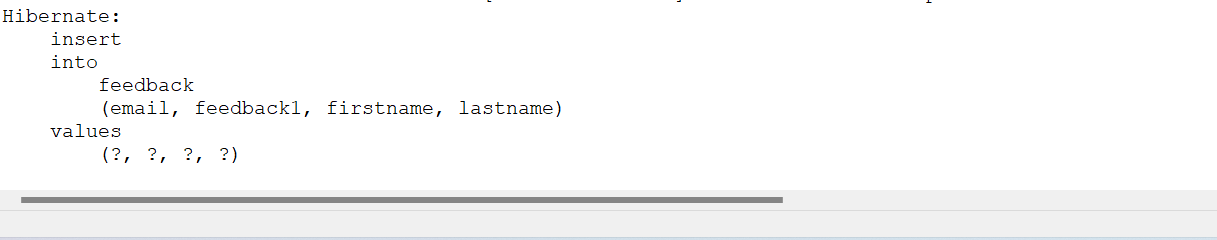 Hibernate:
    insert
    into
        feedback
        (email, feedback1, firstname, lastname)
    values
        (?, ?, ?, ?)